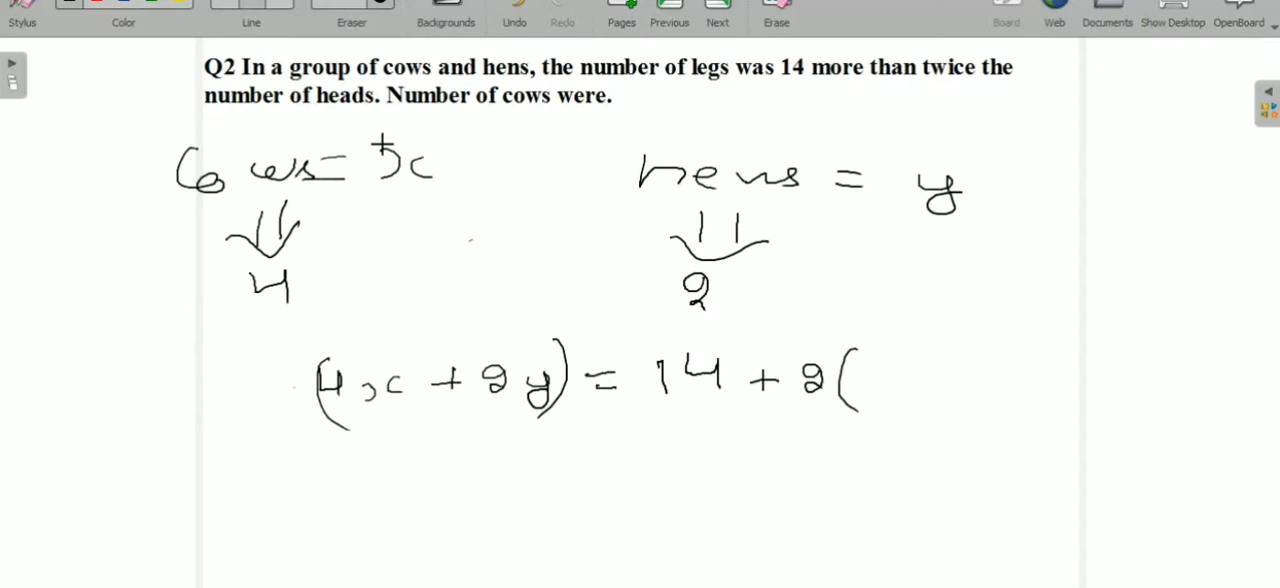 Stylus Color Line Eraser Backgrounds Undo Redo Pages Previous Next Erase Board Web Documents Show Desktop OpenBoard
Q2 In a group of cows and hens, the number of legs was 14 more than twice the
number of heads. Number of cows were.
Cows = x hens = y
4 2
(4x + 2y) = 14 + 2(